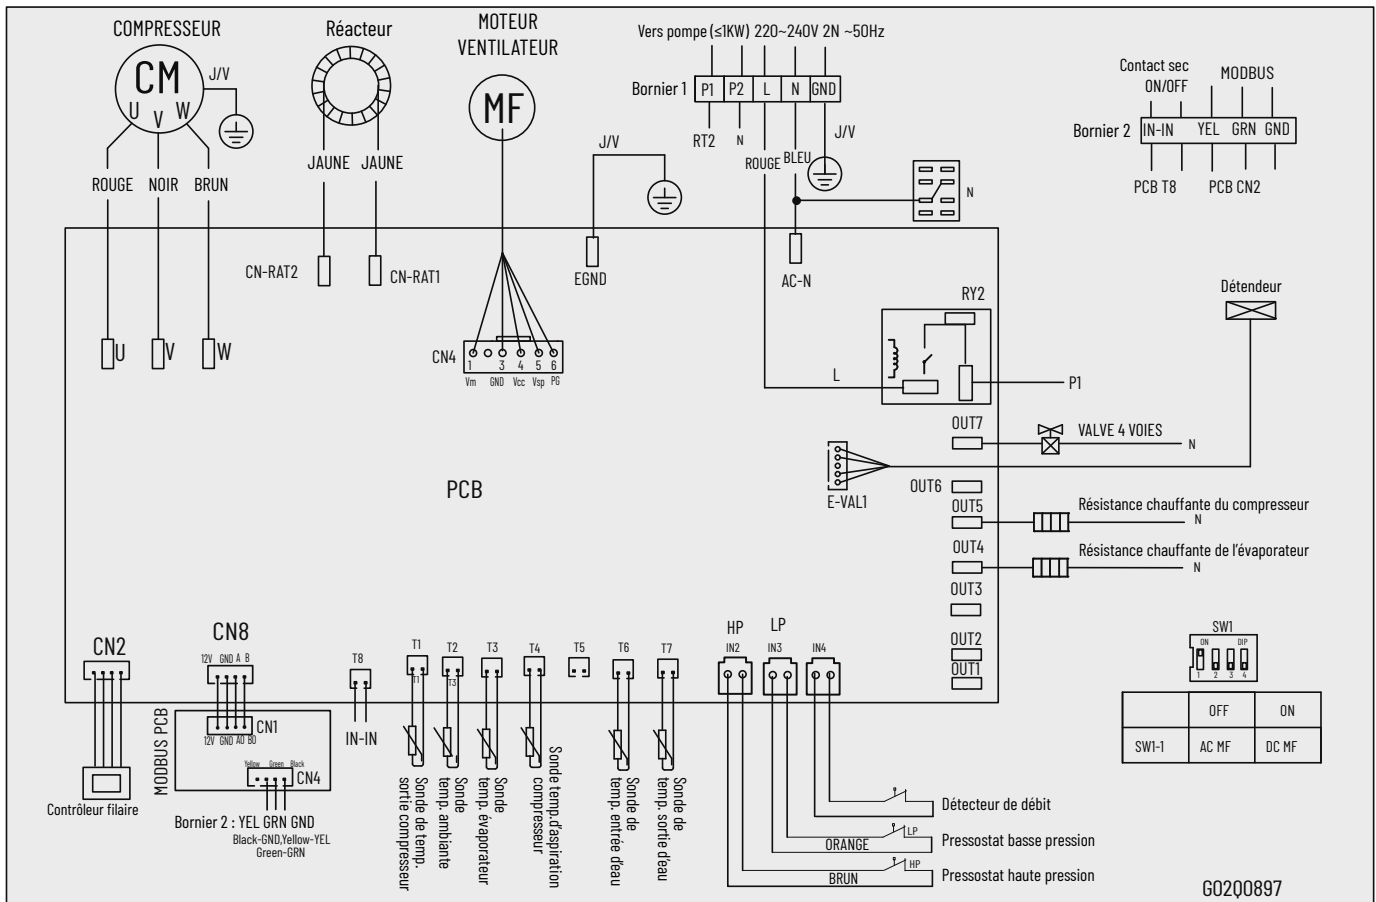 COMPRESSEUR
CM
U
V
W
J/V
ROUGE
NOIR
BRUN
Réacteur
JAUNE
JAUNE
MOTEUR
VENTILATEUR
MF
J/V
Vers pompe (≤1KW) 220~240V 2N ~50Hz
Bornier 1
P1
P2
L
N
GND
RT2
N
ROUGE
BLEU
J/V
N
Contact sec
ON/OFF
MODBUS
Bornier 2
IN-IN
YEL
GRN
GND
PCB T8
PCB CN2
CN-RAT2
CN-RAT1
EGND
AC-N
U
V
W
CN4
1
3
4
5
6
Vm
GND
Vcc
Vsp
PG
RY2
L
P1
Détendeur
OUT7
VALVE 4 VOIES
N
E-VAL1
OUT6
OUT5
Résistance chauffante du compresseur
N
OUT4
Résistance chauffante de l'évaporateur
N
OUT3
OUT2
OUT1
PCB
CN2
Contrôleur filaire
CN8
12V GND A B
CN1
12V GND A0 B0
MODBUS PCB
Yellow Green Black
CN4
Bornier 2 : YEL GRN GND
Black-GND,Yellow-YEL
Green-GRN
T8
IN-IN
T1
T1
Sonde de temp.
sortie compresseur
T2
T3
Sonde
temp. ambiante
T3
Sonde
temp. évaporateur
T4
Sonde temp.d'aspiration
compresseur
T5
T6
Sonde de
temp. entrée d'eau
T7
Sonde de
temp. sortie d'eau
HP
IN2
LP
IN3
IN4
Détecteur de débit
ORANGE
LP
Pressostat basse pression
BRUN
HP
Pressostat haute pression
SW1
ON
DIP
1 2 3 4
OFF
ON
SW1-1
AC MF
DC MF
G02Q0897